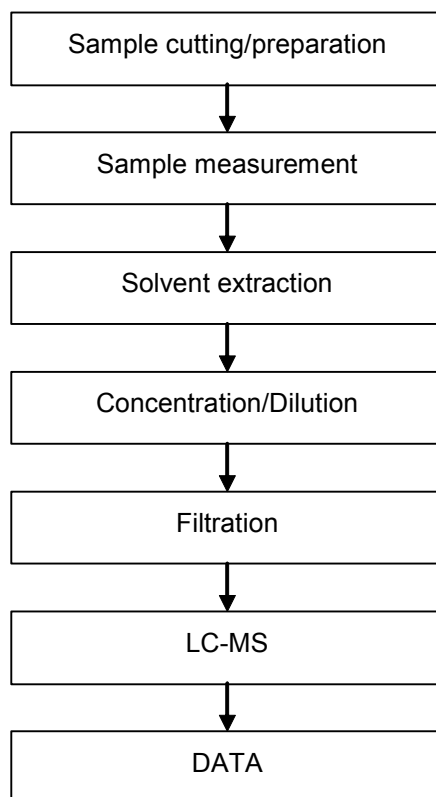 Sample cutting/preparation
Sample measurement
Solvent extraction
Concentration/Dilution
Filtration
LC-MS
DATA